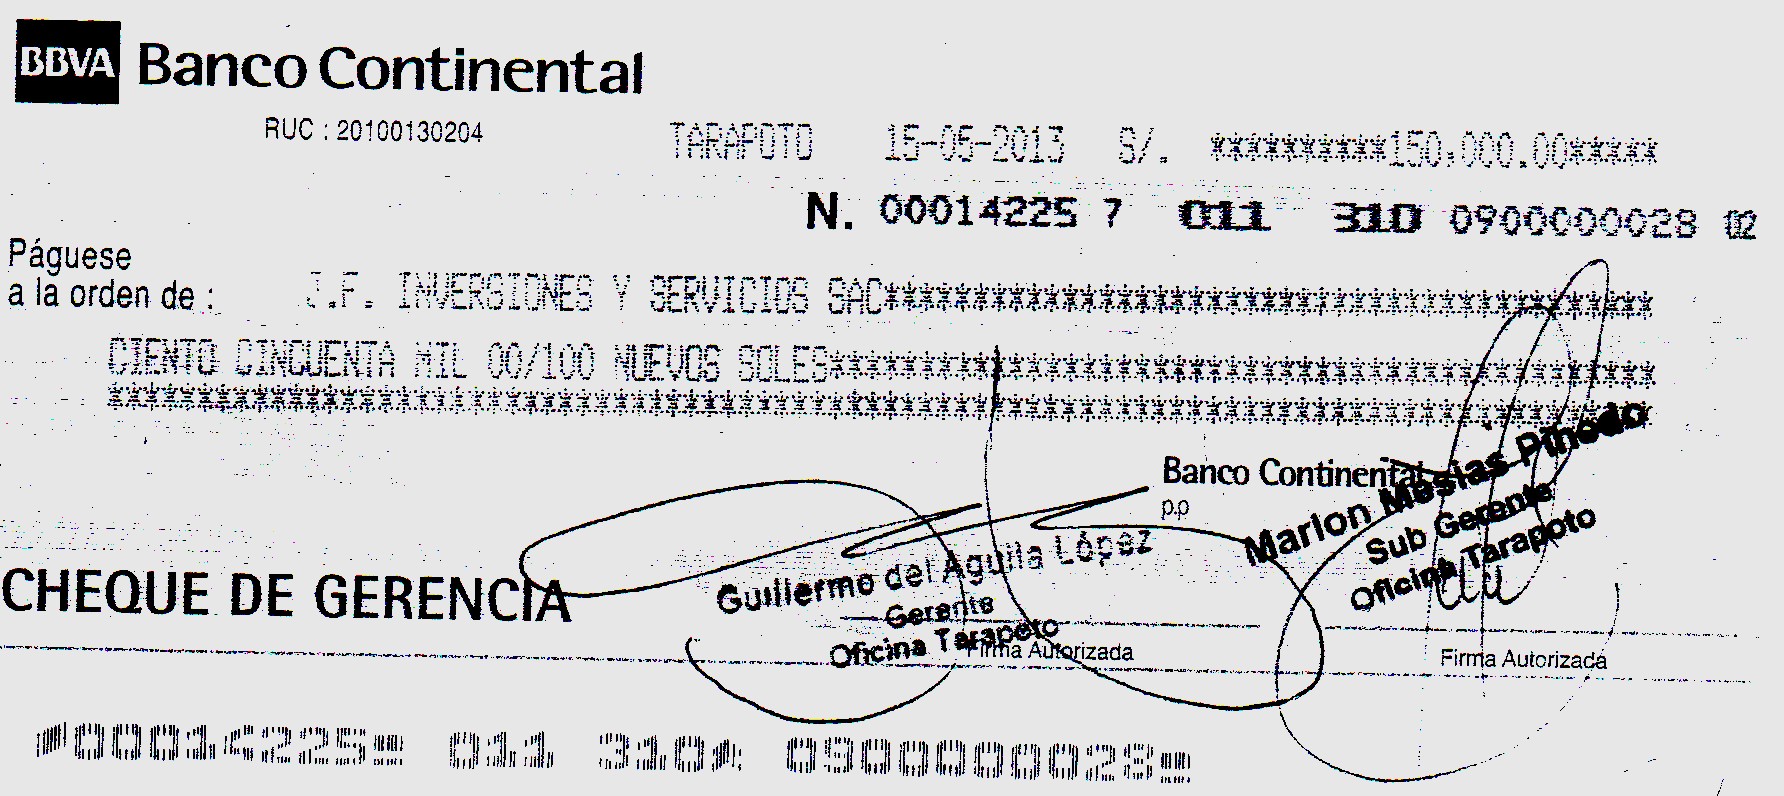 BBVA Banco Continental
RUC : 20100130204
TARAPOTO 15-05-2013 S/. **********150,000.00*****
N. 00014225 7 011 310 0900000028 02
Páguese
a la orden de : J.F. INVERSIONES Y SERVICIOS SAC****************************************************
CIENTO CINCUENTA MIL 00/100 NUEVOS SOLES********************************************************
*********************************************************************************************************
Banco Continental
p.p
Marlon Mesias Pinedo
Sub Gerente
Oficina Tarapoto
Guillermo del Aguila López
Gerente
Oficina Tarapoto
CHEQUE DE GERENCIA
Firma Autorizada
Firma Autorizada
⑈00014225⑈ 011 310⑆ 0900000028⑈